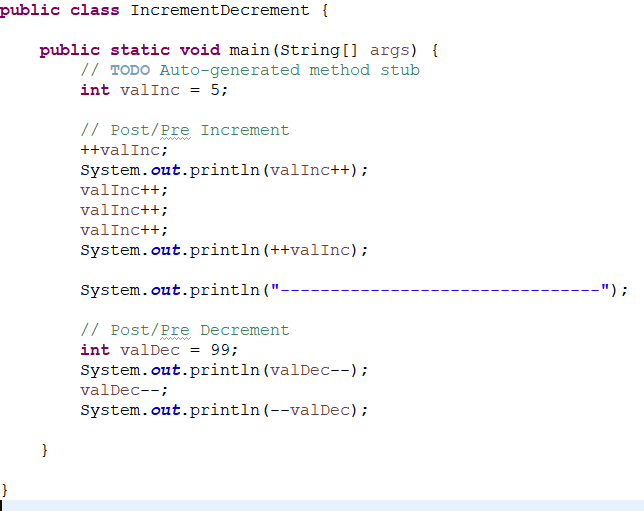 public class IncrementDecrement {
public static void main(String[] args) {
// TODO Auto-generated method stub
int valInc = 5;
// Post/Pre Increment
++valInc;
System.out.println(valInc++);
valInc++;
valInc++;
valInc++;
System.out.println(++valInc);
System.out.println("--------------------------------");
// Post/Pre Decrement
int valDec = 99;
System.out.println(valDec--);
valDec--;
System.out.println(--valDec);
}
}